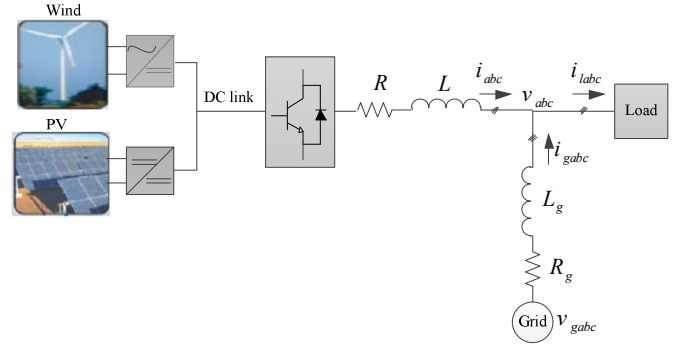 Wind
PV
DC link
R
L
i_abc
v_abc
i_labc
Load
i_gabc
L_g
R_g
Grid
v_gabc